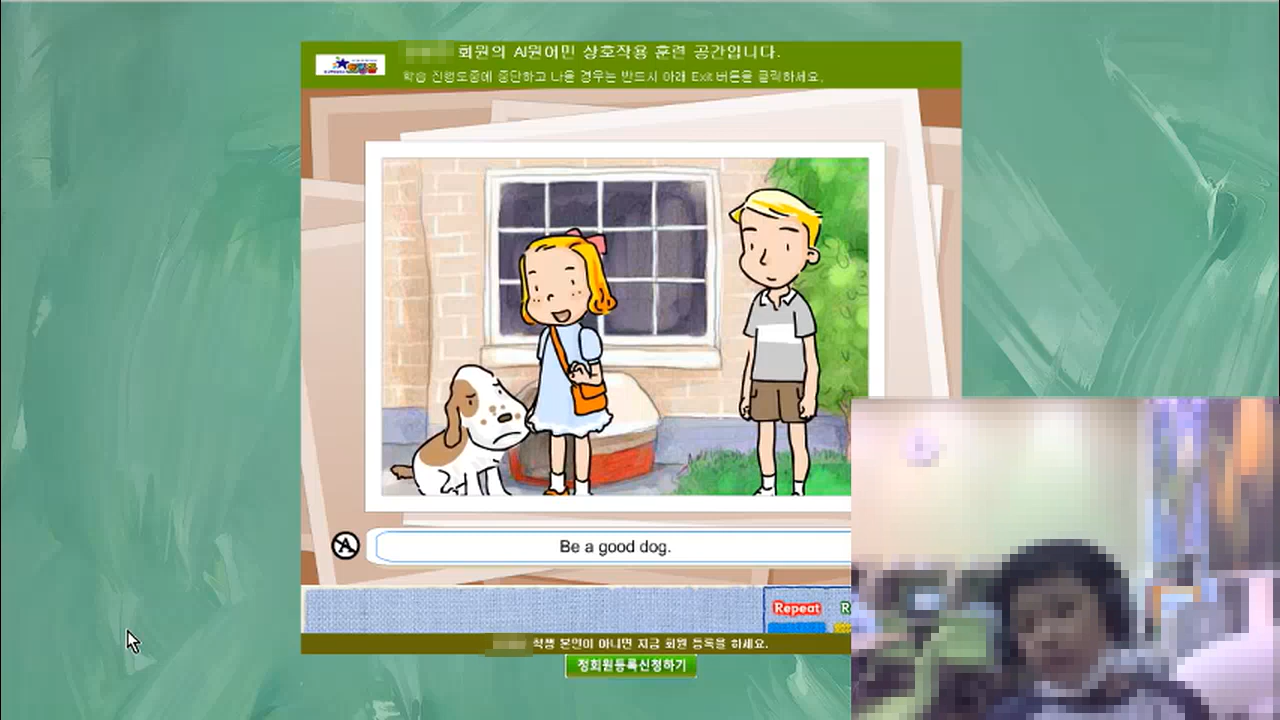 회원의 AI원어민 상호작용 훈련 공간입니다.
학습 진행도중에 중단하고 나올 경우는 반드시 아래 Exit 버튼을 클릭하세요.
Be a good dog.
Repeat
R
학생 본인이 아니면 지금 회원 등록을 하세요.
정회원등록신청하기